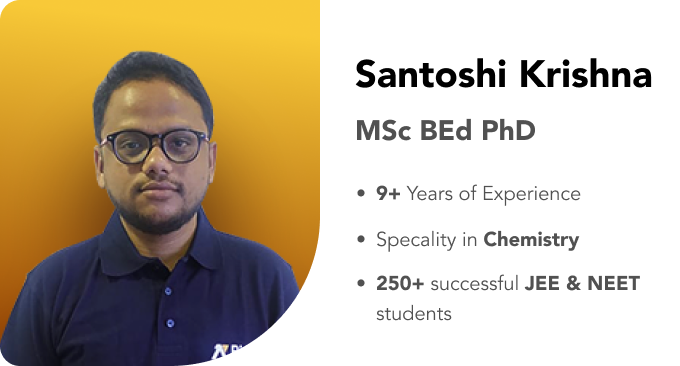 Santoshi Krishna
MSc BEd PhD
• 9+ Years of Experience
• Specality in Chemistry
• 250+ successful JEE & NEET
students